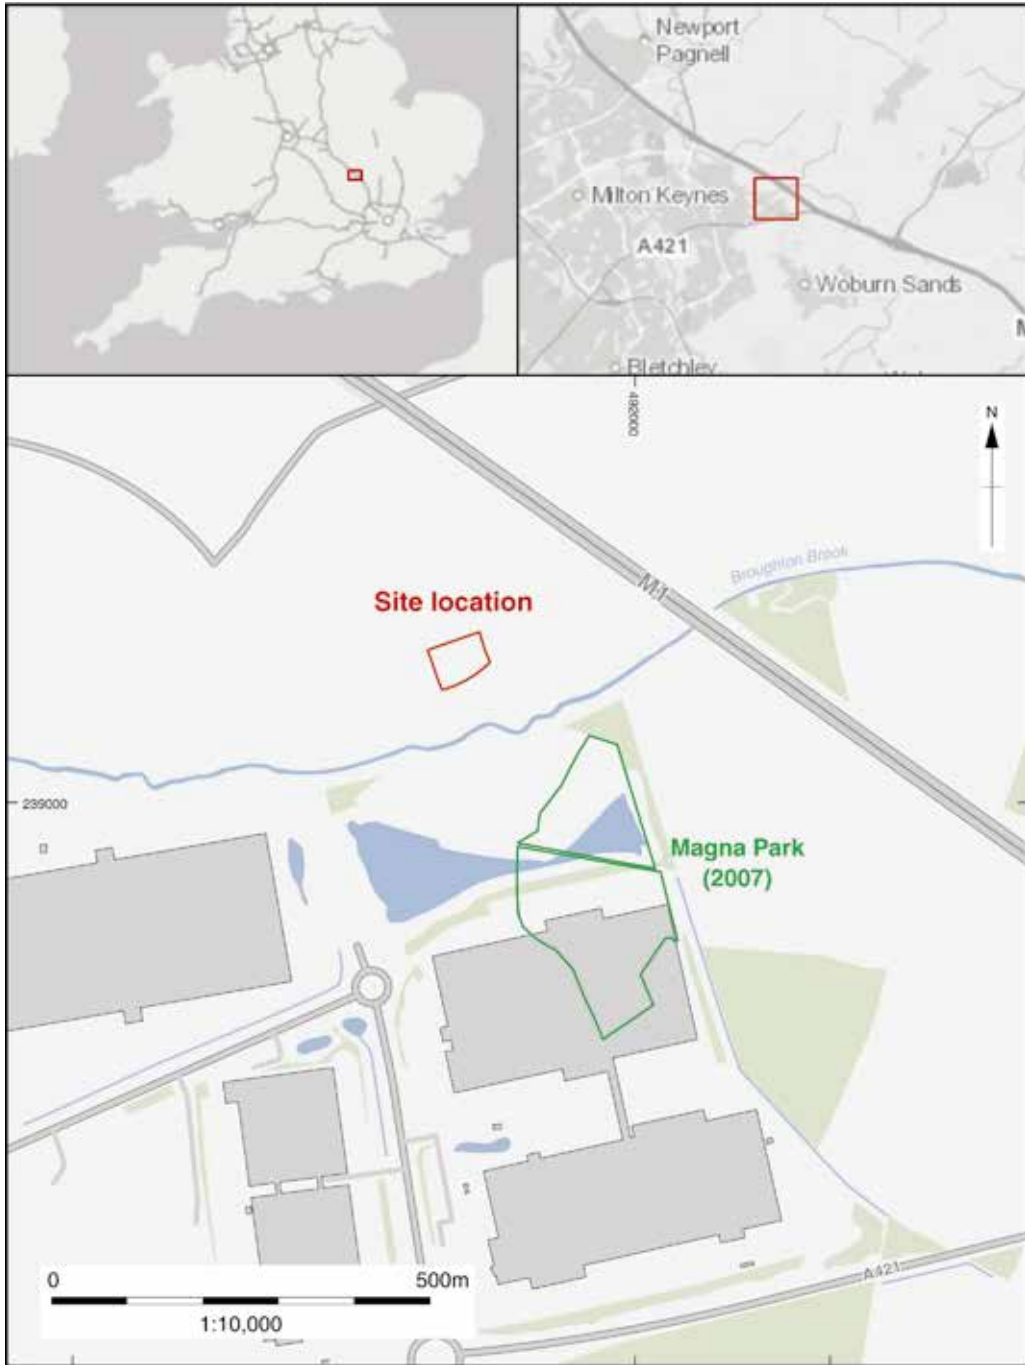 Newport
Pagnell
Milton Keynes
A421
Woburn Sands
Bletchley
492000
N
Broughton Brook
M1
Site location
239000
Magna Park
(2007)
A421
0 500m
1:10,000